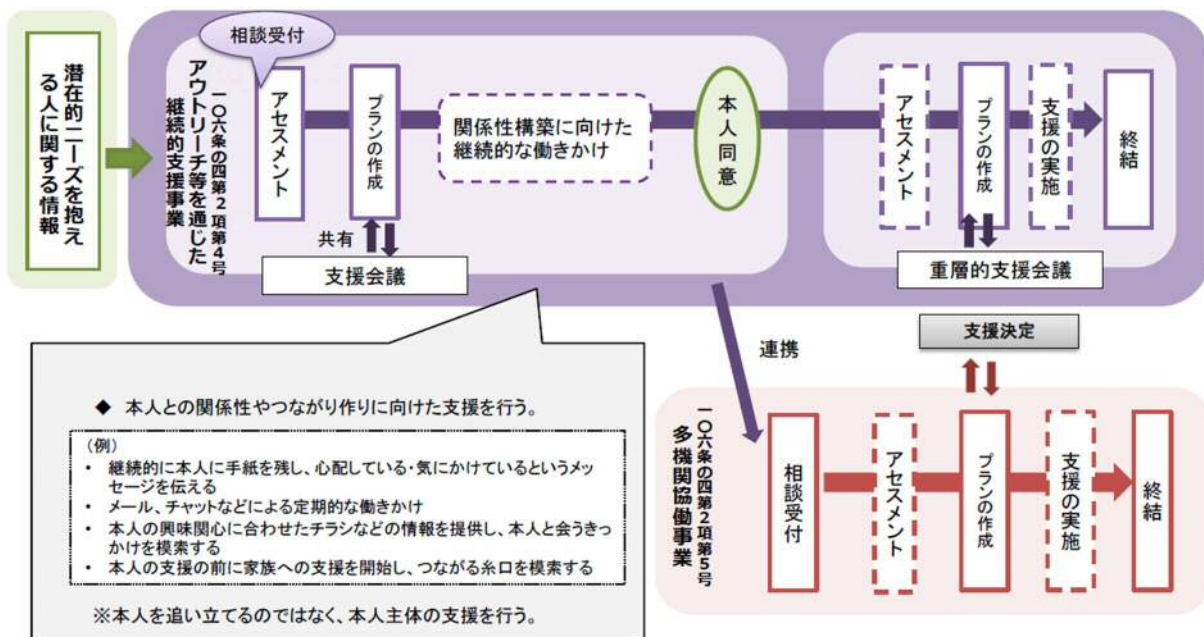 潜在的ニーズを抱え
る人に関する情報
一〇六条の四第2項第4号
アウトリーチ等を通じた
継続的支援事業
相談受付
アセスメント
プランの作成
関係性構築に向けた
継続的な働きかけ
本人同意
共有
支援会議
アセスメント
プランの作成
支援の実施
終結
重層的支援会議
支援決定
連携
◆ 本人との関係性やつながり作りに向けた支援を行う。
(例)
• 継続的に本人に手紙を残し、心配している・気にかけているというメッ
セージを伝える
• メール、チャットなどによる定期的な働きかけ
• 本人の興味関心に合わせたチラシなどの情報を提供し、本人と会うきっ
かけを模索する
• 本人の支援の前に家族への支援を開始し、つながる糸口を模索する
※本人を追い立てるのではなく、本人主体の支援を行う。
一〇六条の四第2項第5号
多機関協働事業
相談受付
アセスメント
プランの作成
支援の実施
終結